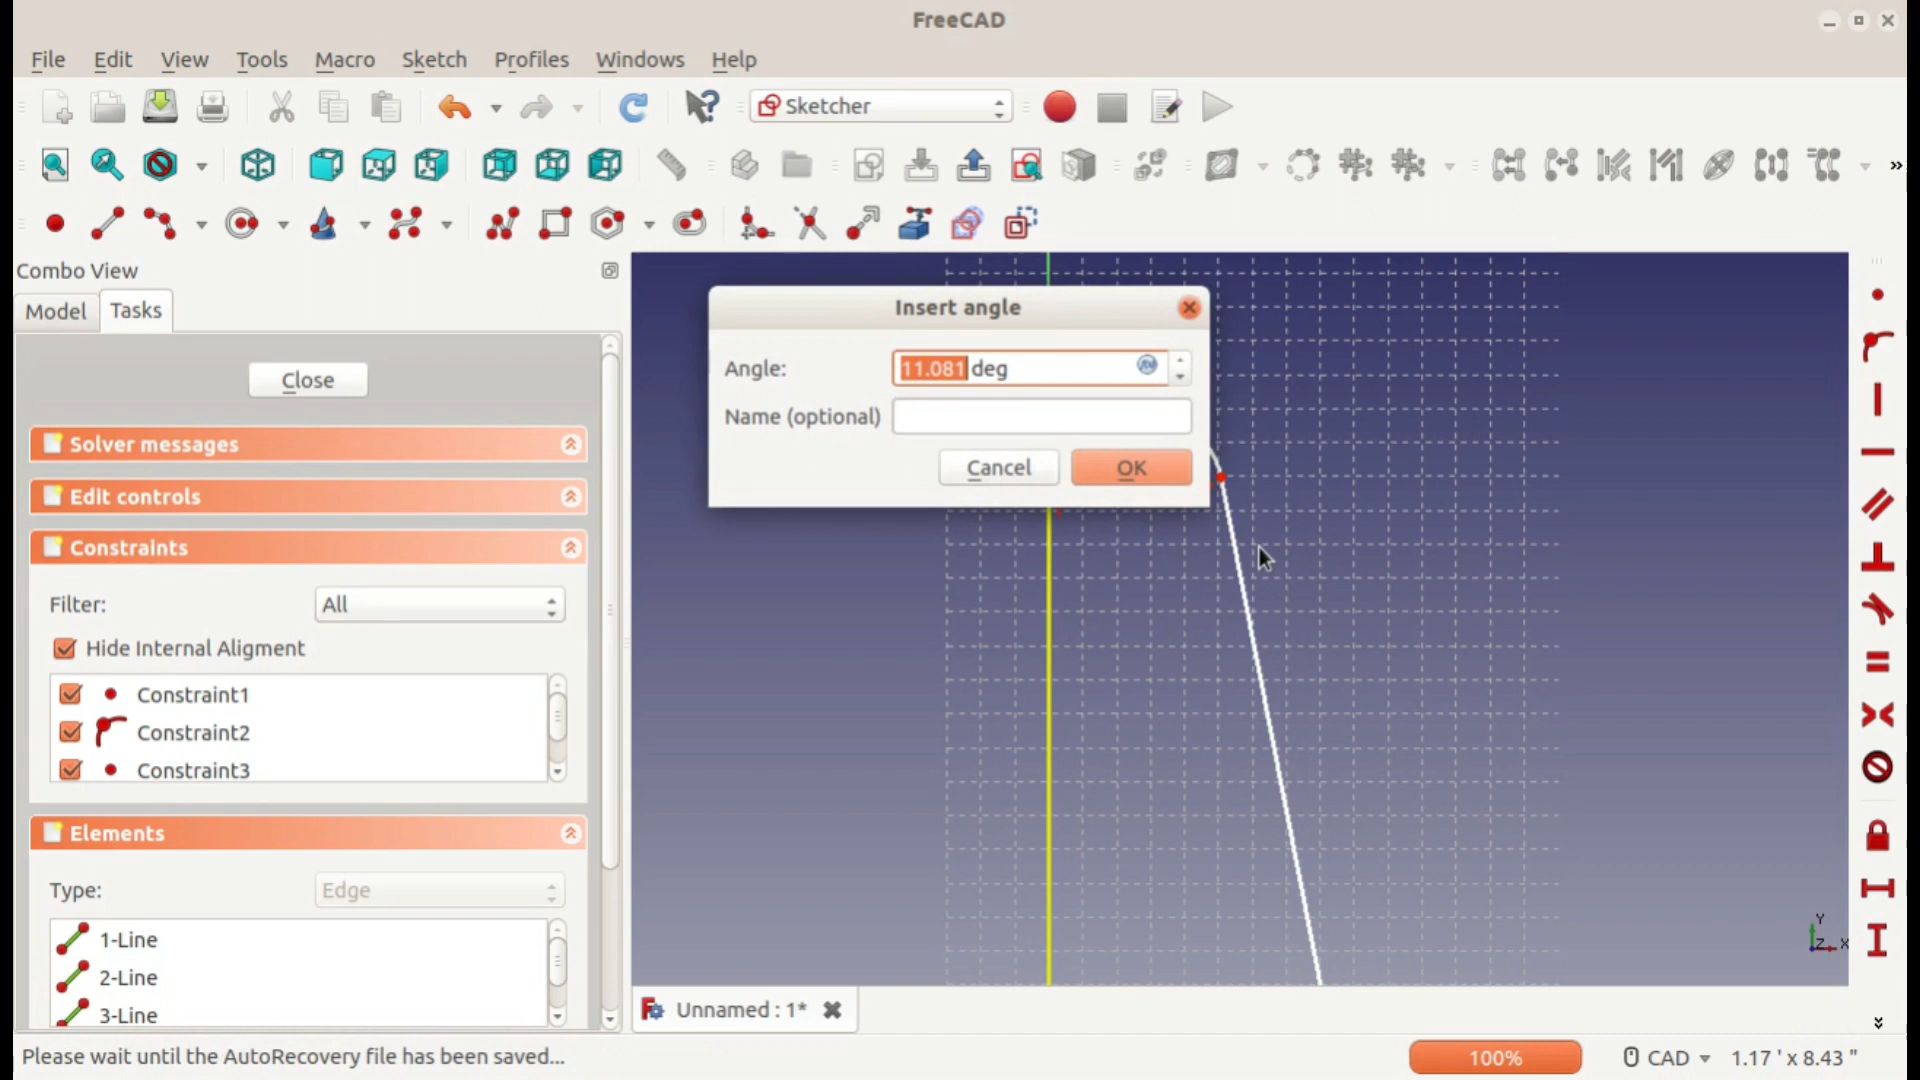 FreeCAD
File Edit View Tools Macro Sketch Profiles Windows Help
Sketcher
Combo View
Model Tasks
Close
Solver messages
Edit controls
Constraints
Filter: All
Hide Internal Aligment
Constraint1
Constraint2
Constraint3
Elements
Type: Edge
1-Line
2-Line
3-Line
Insert angle
Angle: 11.081 deg
Name (optional)
Cancel OK
Y
Z X
Unnamed : 1*
Please wait until the AutoRecovery file has been saved...
100% CAD 1.17 ' x 8.43 "